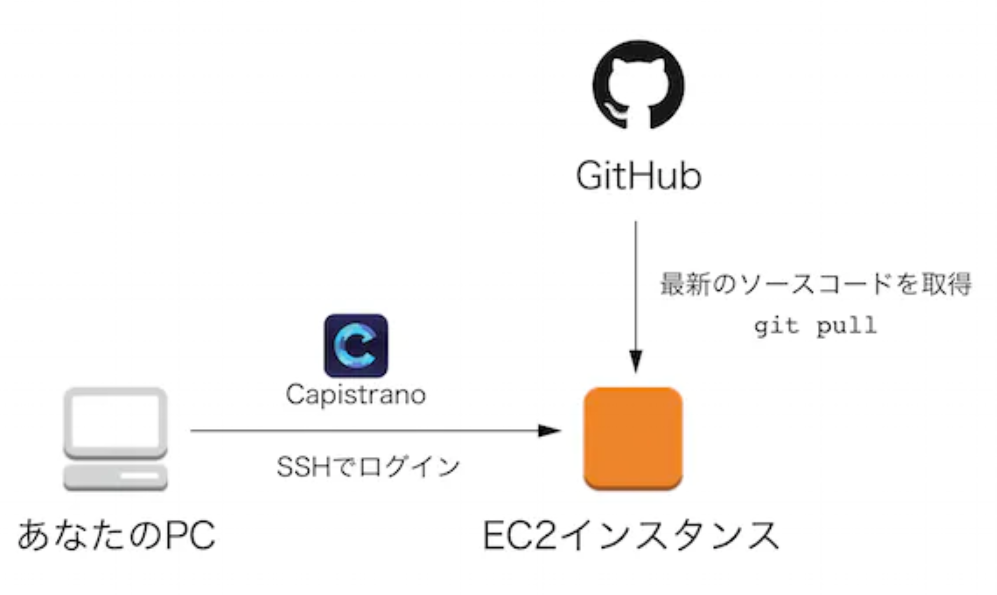 GitHub
最新のソースコードを取得
git pull
Capistrano
SSHでログイン
あなたのPC
EC2インスタンス